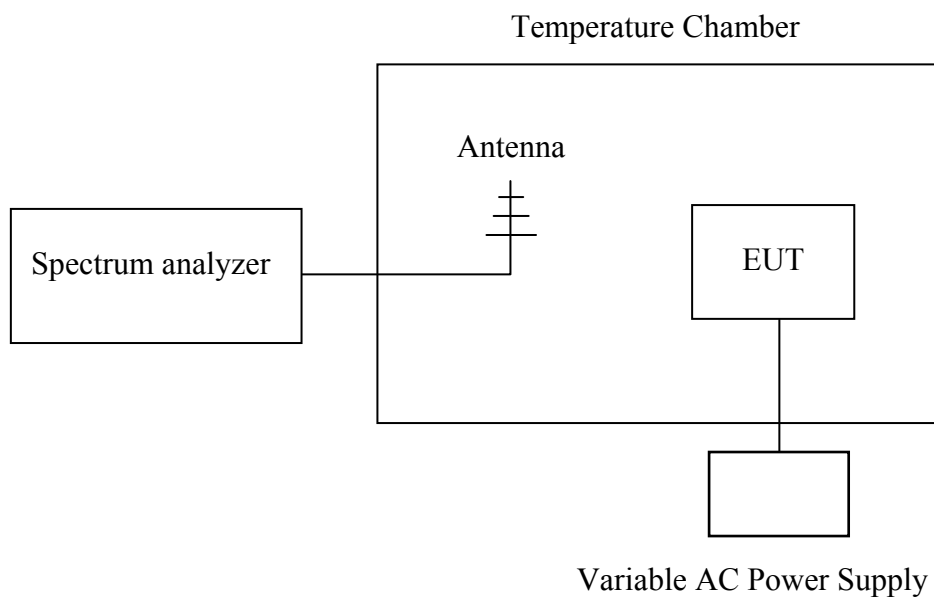 Temperature Chamber
Antenna
Spectrum analyzer
EUT
Variable AC Power Supply